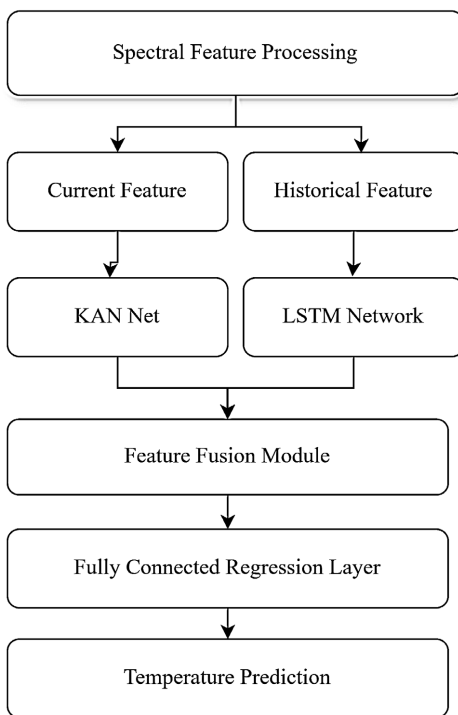 Spectral Feature Processing
Current Feature
Historical Feature
KAN Net
LSTM Network
Feature Fusion Module
Fully Connected Regression Layer
Temperature Prediction